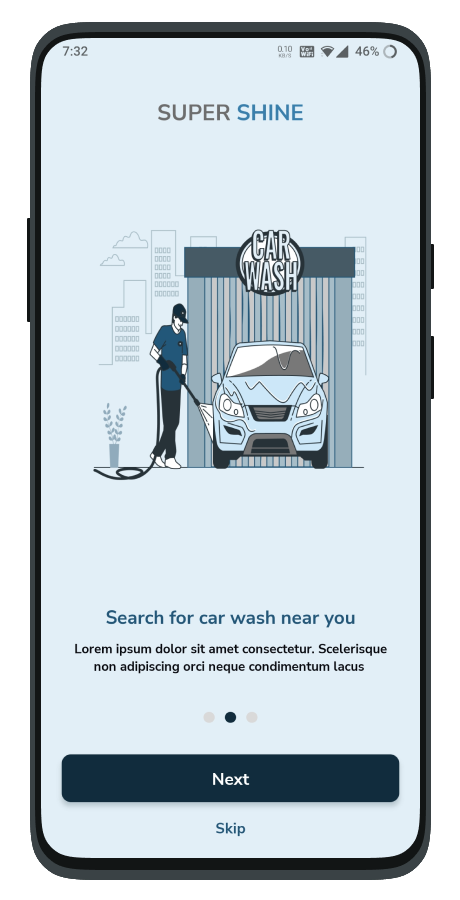 7:32
0.10
KB/S
Vo
WiFi
46%
SUPER SHINE
CAR
WASH
Search for car wash near you
Lorem ipsum dolor sit amet consectetur. Scelerisque
non adipiscing orci neque condimentum lacus
Next
Skip